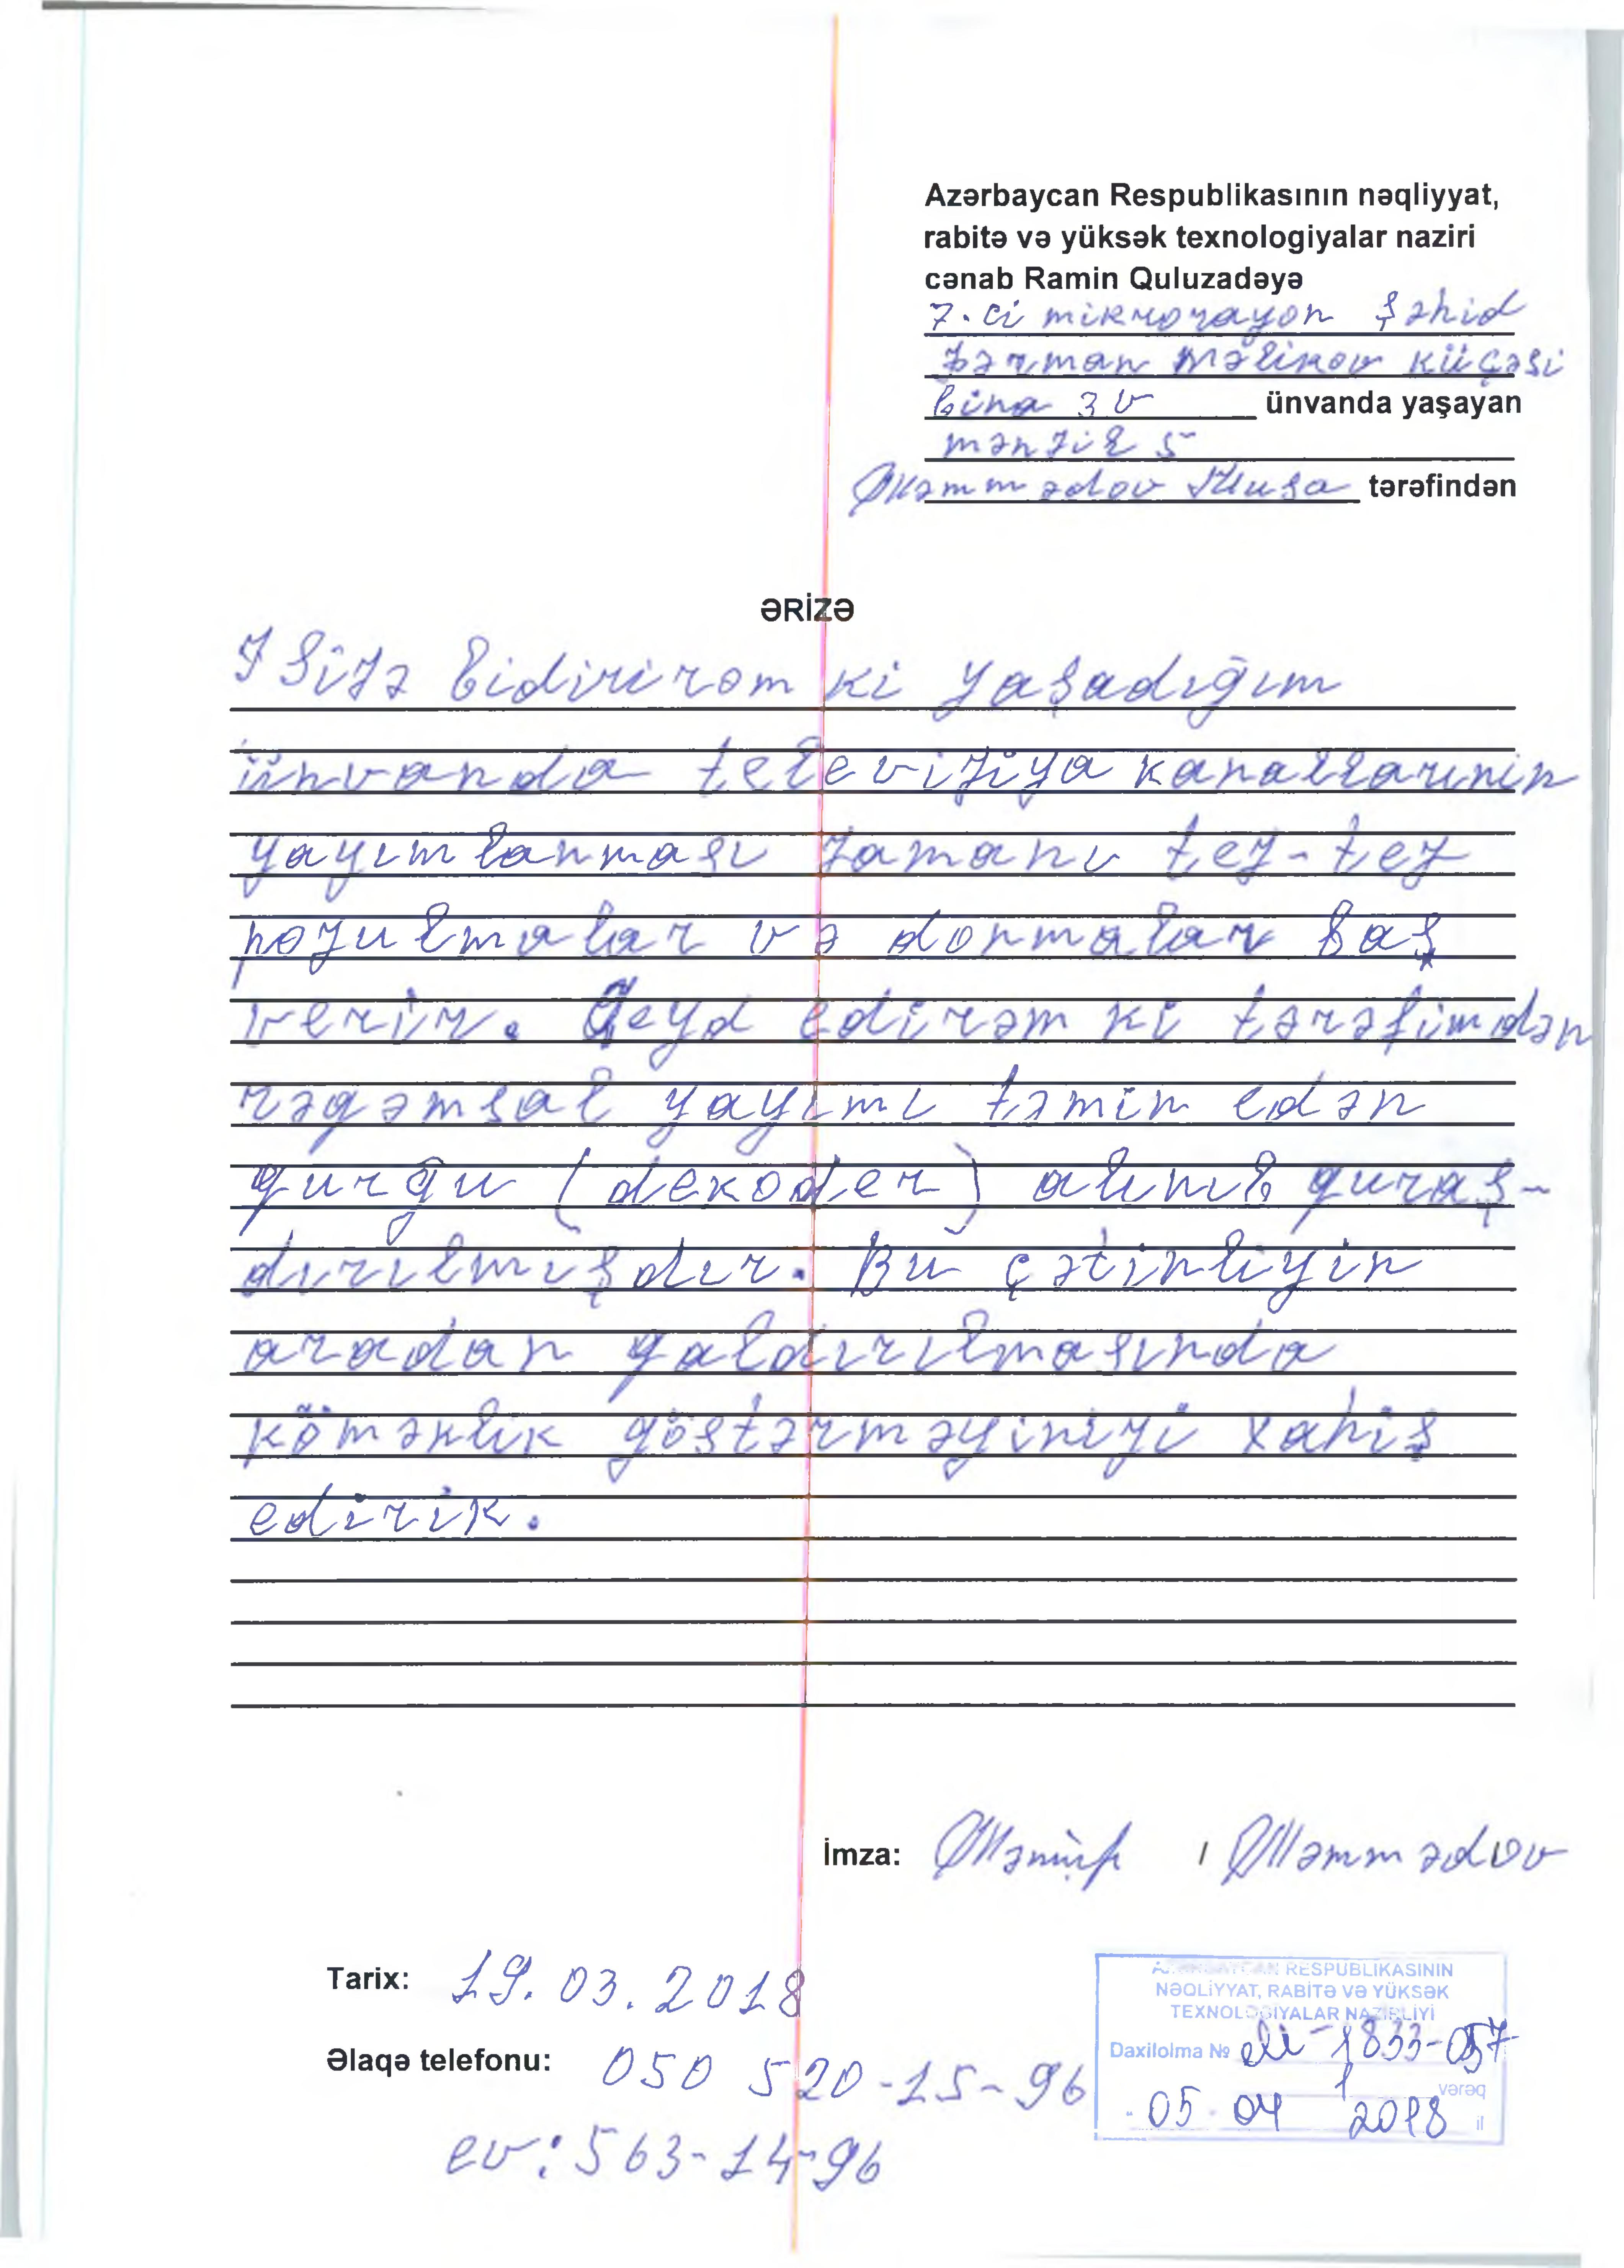 Azərbaycan Respublikasının nəqliyyat,
rabitə və yüksək texnologiyalar naziri
cənab Ramin Quluzadəyə
7.ci mikrorayon Şəhid
Fərman Məlikov küçəsi
bina 3v ünvanda yaşayan
mənzil 5
Məmmədov Musa tərəfindən
ƏRİZƏ
Sizə bidirirəm ki yaşadığım
ünvanda televiziya kanallarının
yayımlanması zamanı tez-tez
pozulmalar və donmalar baş
verir. Qeyd edirəm ki tərəfimdən
rəqəmsal yayımı təmin edən
qurğu (dekoder) alınıb quraş-
dırılmışdır. Bu çətinliyin
aradan qaldırılmasında
köməklik göstərməyinizi xahiş
edirik.
İmza: / Məmmədov
Tarix: 19.03.2018
Əlaqə telefonu: 050 520-15-96
ev: 563-14-96
AZƏRBAYCAN RESPUBLİKASININ
NƏQLİYYAT, RABİTƏ VƏ YÜKSƏK
TEXNOLOGİYALAR NAZİRLİYİ
Daxilolma № 1833-057
1 vərəq
05 04 2018 il